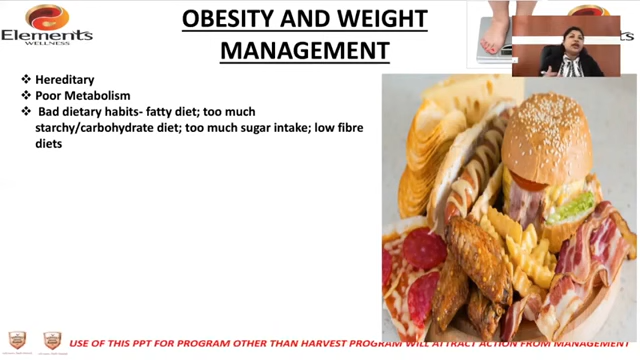 Elements
WELLNESS
OBESITY AND WEIGHT
MANAGEMENT
❖ Hereditary
❖ Poor Metabolism
❖ Bad dietary habits- fatty diet; too much
starchy/carbohydrate diet; too much sugar intake; low fibre
diets
USE OF THIS PPT FOR PROGRAM OTHER THAN HARVEST PROGRAM WILL ATTRACT ACTION FROM MANAGEMENT